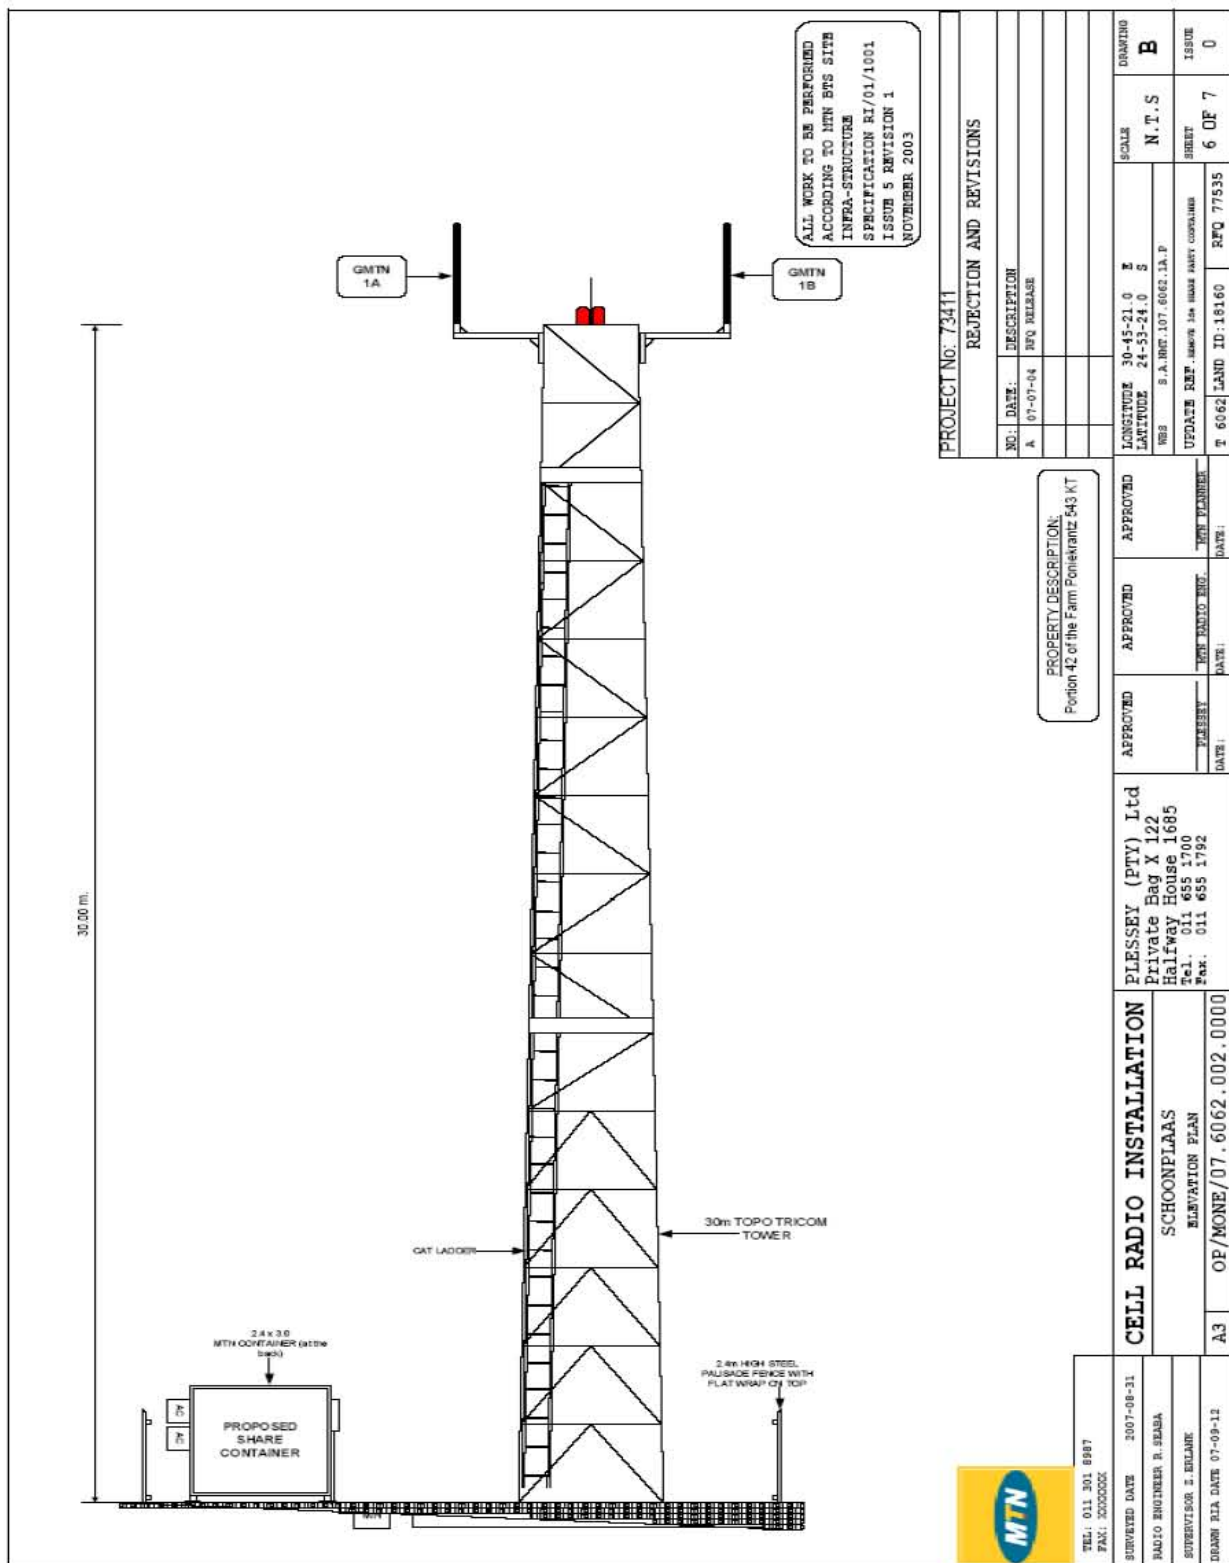 ALL WORK TO BE PERFORMED
ACCORDING TO MTN BTS SITE
INFRA-STRUCTURE
SPECIFICATION RI/01/1001
ISSUE 5 REVISION 1
NOVEMBER 2003
GMTN
1A
GMTN
1B
30.00 m.
CAT LADDER
30m TOPO TRICOM
TOWER
2.4 x 3.0
MTN CONTAINER (at the
back)
AC
AC
PROPOSED
SHARE
CONTAINER
2.4m HIGH STEEL
PALISADE FENCE WITH
FLAT WRAP ON TOP
PROPERTY DESCRIPTION:
Portion 42 of the Farm Poniekrantz 543 KT
PROJECT No: 73411
REJECTION AND REVISIONS
NO: DATE: DESCRIPTION
A 07-07-04 RFQ RELEASE
MTN
TEL: 011 301 8987
FAX: XXXXXXX
SURVEYED DATE 2007-08-31
RADIO ENGINEER R.SEABA
SUPERVISOR Z.ERLANK
DRAWN RIA DATE 07-09-12
CELL RADIO INSTALLATION
SCHOONPLAAS
ELEVATION PLAN
A3 OP/MONE/07.6062.002.0000
PLESSEY (PTY) Ltd
Private Bag X 122
Halfway House 1685
Tel. 011 655 1700
Fax. 011 655 1792
APPROVED
PLESSEY
DATE:
APPROVED
MTN RADIO ENG.
DATE:
APPROVED
MTN PLANNER
DATE:
LONGITUDE 30-45-21.0 E
LATITUDE 24-53-24.0 S
WBS S.A.NMT.107.6062.1A.P
UPDATE REF. SHARE PARTY CONTAINER
T 6062 LAND ID:18160 RFQ 77535
SCALE
N.T.S
DRAWING
B
SHEET
6 OF 7
ISSUE
0